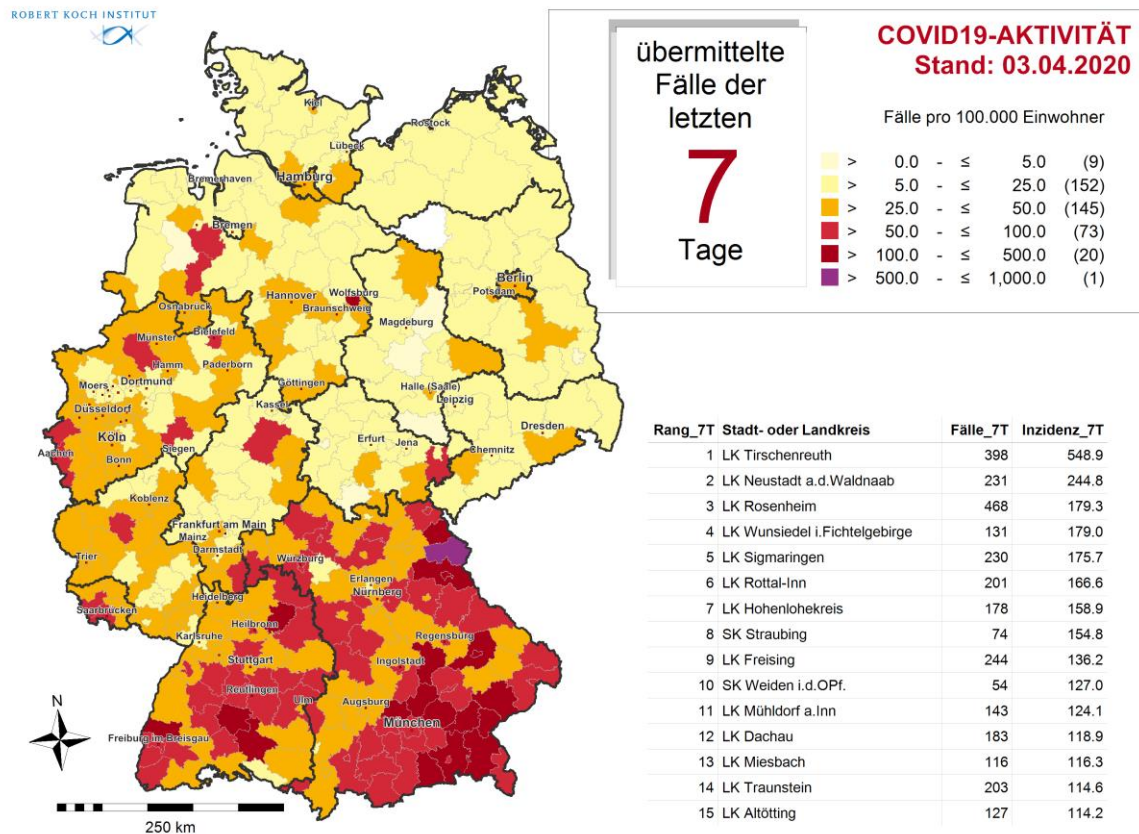 ROBERT KOCH INSTITUT
übermittelte
Fälle der
letzten
7
Tage
COVID19-AKTIVITÄT
Stand: 03.04.2020
Fälle pro 100.000 Einwohner
> 0.0 - ≤ 5.0 (9)
> 5.0 - ≤ 25.0 (152)
> 25.0 - ≤ 50.0 (145)
> 50.0 - ≤ 100.0 (73)
> 100.0 - ≤ 500.0 (20)
> 500.0 - ≤ 1,000.0 (1)
Kiel
Rostock
Lübeck
Hamburg
Bremerhaven
Bremen
Berlin
Potsdam
Hannover
Wolfsburg
Braunschweig
Osnabrück
Magdeburg
Bielefeld
Münster
Hamm
Paderborn
Moers
Dortmund
Göttingen
Halle (Saale)
Leipzig
Düsseldorf
Kassel
Dresden
Köln
Erfurt
Jena
Chemnitz
Siegen
Aachen
Bonn
Koblenz
Frankfurt am Main
Mainz
Darmstadt
Trier
Würzburg
Erlangen
Nürnberg
Heidelberg
Saarbrücken
Heilbronn
Regensburg
Karlsruhe
Stuttgart
Ingolstadt
Reutlingen
Ulm
Augsburg
München
Freiburg im Breisgau
N
250 km
Rang_7T Stadt- oder Landkreis Fälle_7T Inzidenz_7T
1 LK Tirschenreuth 398 548.9
2 LK Neustadt a.d.Waldnaab 231 244.8
3 LK Rosenheim 468 179.3
4 LK Wunsiedel i.Fichtelgebirge 131 179.0
5 LK Sigmaringen 230 175.7
6 LK Rottal-Inn 201 166.6
7 LK Hohenlohekreis 178 158.9
8 SK Straubing 74 154.8
9 LK Freising 244 136.2
10 SK Weiden i.d.OPf. 54 127.0
11 LK Mühldorf a.Inn 143 124.1
12 LK Dachau 183 118.9
13 LK Miesbach 116 116.3
14 LK Traunstein 203 114.6
15 LK Altötting 127 114.2